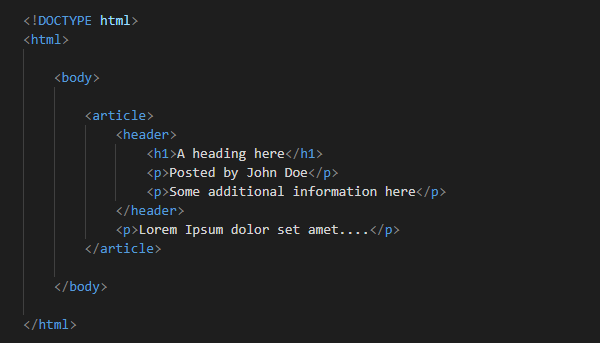 <!DOCTYPE html>
<html>
<body>
<article>
<header>
<h1>A heading here</h1>
<p>Posted by John Doe</p>
<p>Some additional information here</p>
</header>
<p>Lorem Ipsum dolor set amet....</p>
</article>
</body>
</html>